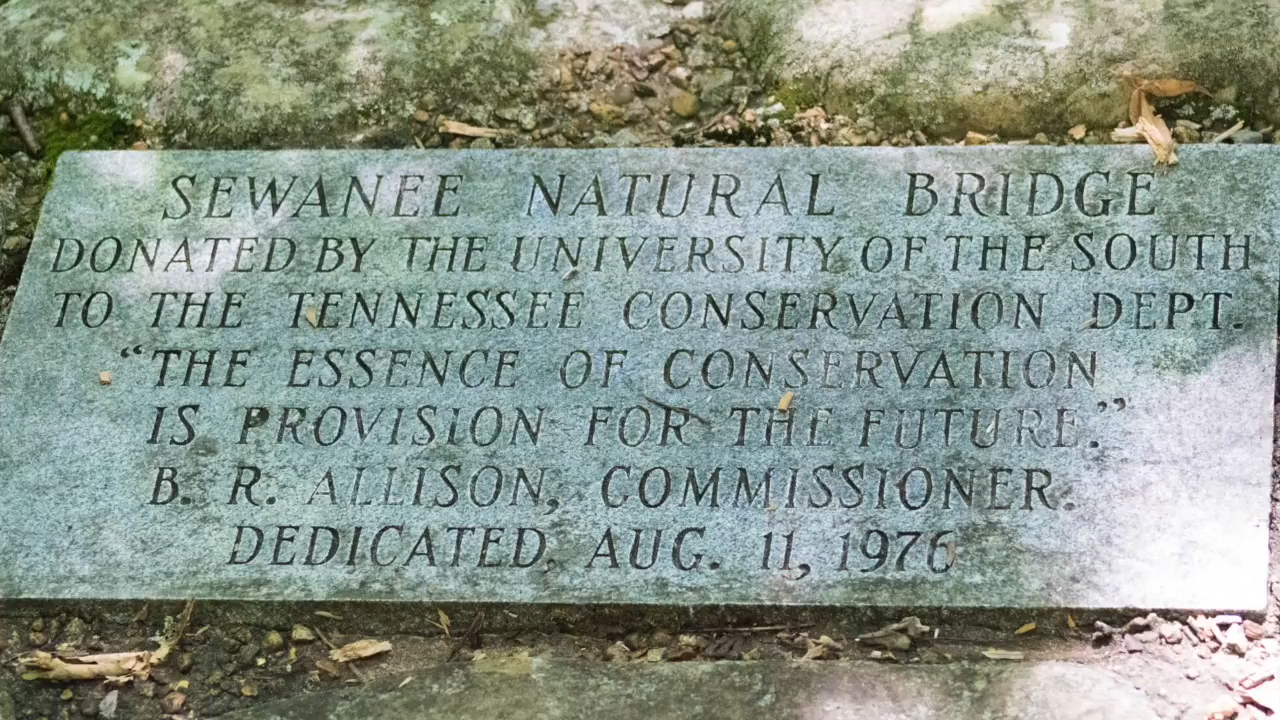 SEWANEE NATURAL BRIDGE
DONATED BY THE UNIVERSITY OF THE SOUTH
TO THE TENNESSEE CONSERVATION DEPT.
“THE ESSENCE OF CONSERVATION
IS PROVISION FOR THE FUTURE.”
B. R. ALLISON, COMMISSIONER.
DEDICATED, AUG. 11, 1976